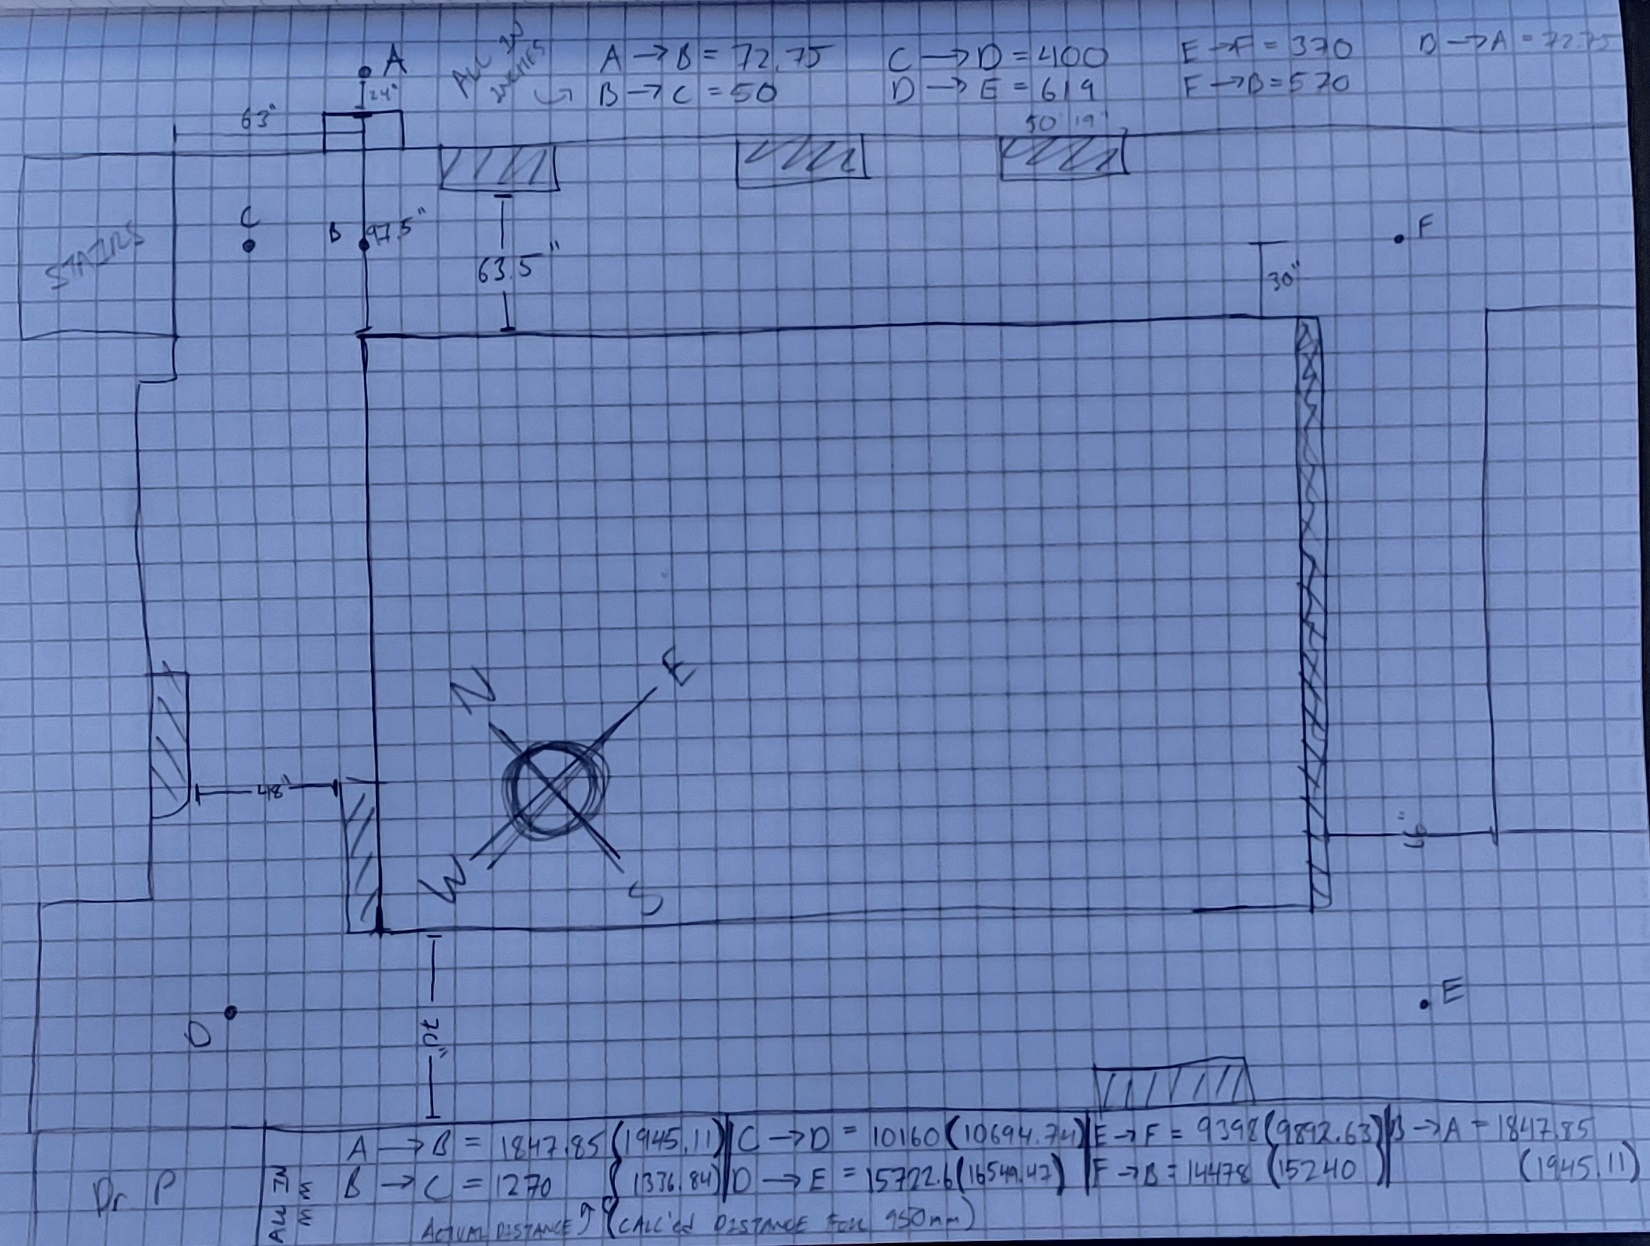 A
24"
ALL IN
A → B = 72.75
C → D = 400
E → F = 370
B → A = 72.75
B → C = 50
D → E = 619
F → B = 570
50 19
63"
STAIRS
C
B 97.5"
63.5"
F
30"
N
E
W
S
48"
D
70"
E
Dr. P
ALL IN MM
A → B = 1847.85 (1945.11)
C → D = 10160 (10694.74)
E → F = 9398 (9892.63)
B → A = 1847.85 (1945.11)
B → C = 1270 (1336.84)
D → E = 15722.6 (16549.47)
F → B = 14478 (15240)
ACTUAL DISTANCE ↑ (CALC'ed DISTANCE FOR 950mm)